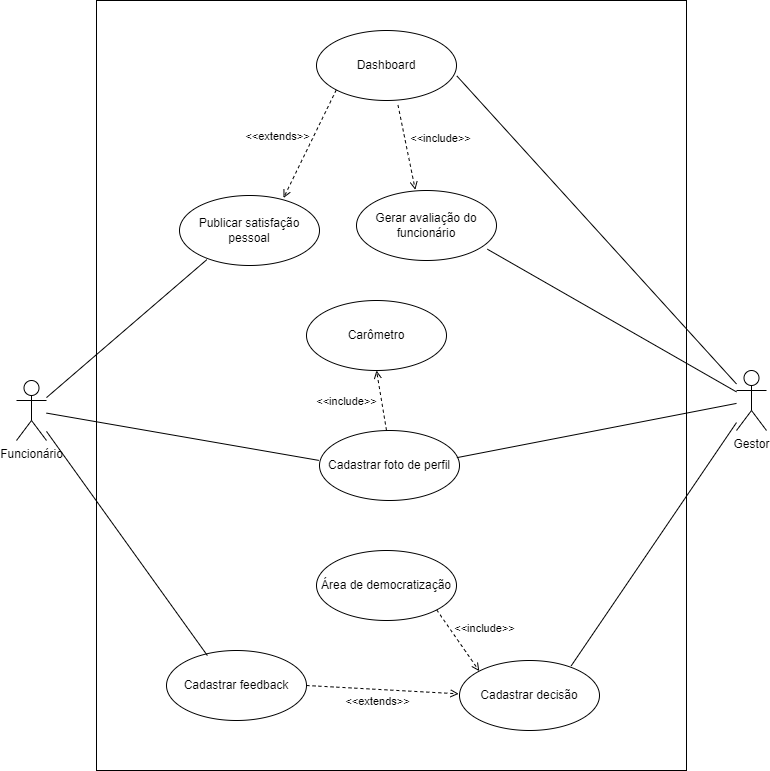 Dashboard
<<extends>>
<<include>>
Publicar satisfação
pessoal
Gerar avaliação do
funcionário
Carômetro
<<include>>
Funcionário
Gestor
Cadastrar foto de perfil
Área de democratização
<<include>>
Cadastrar feedback
<<extends>>
Cadastrar decisão